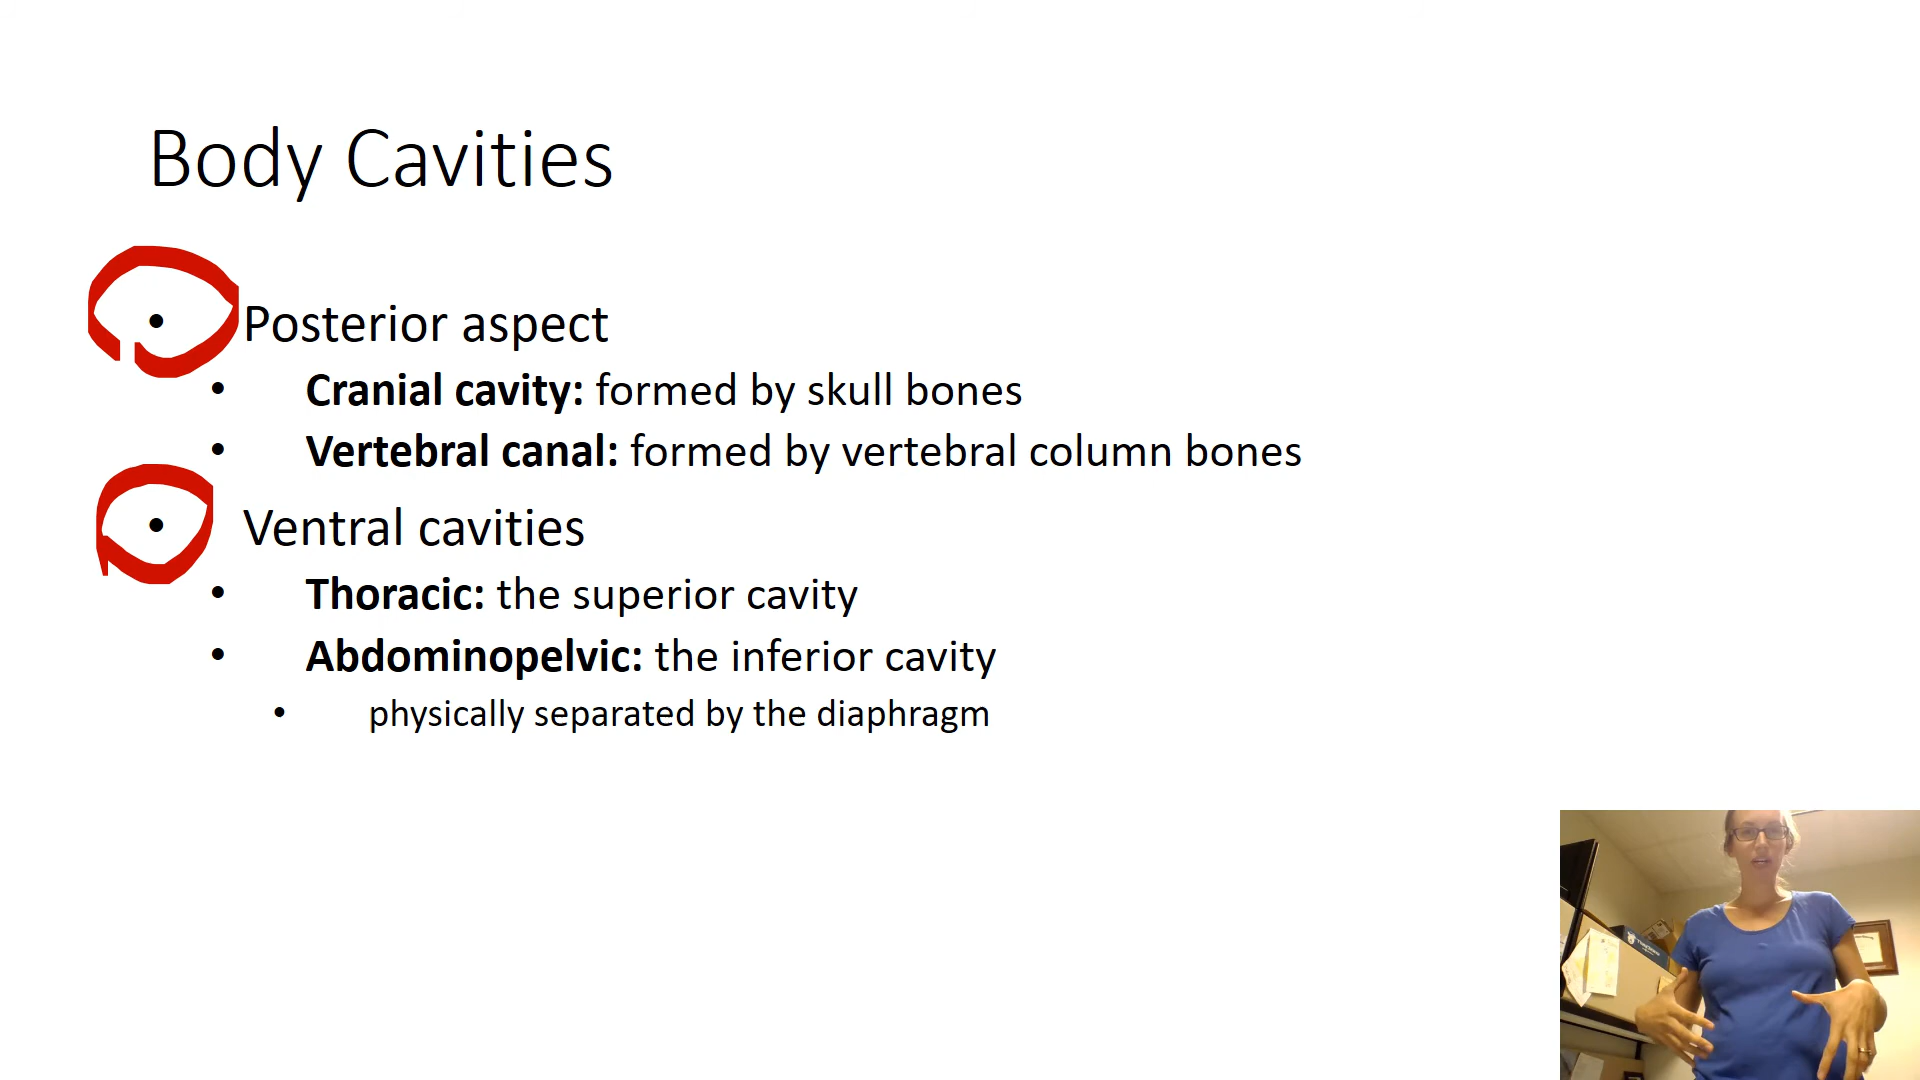 Body Cavities
• Posterior aspect
• Cranial cavity: formed by skull bones
• Vertebral canal: formed by vertebral column bones
• Ventral cavities
• Thoracic: the superior cavity
• Abdominopelvic: the inferior cavity
• physically separated by the diaphragm